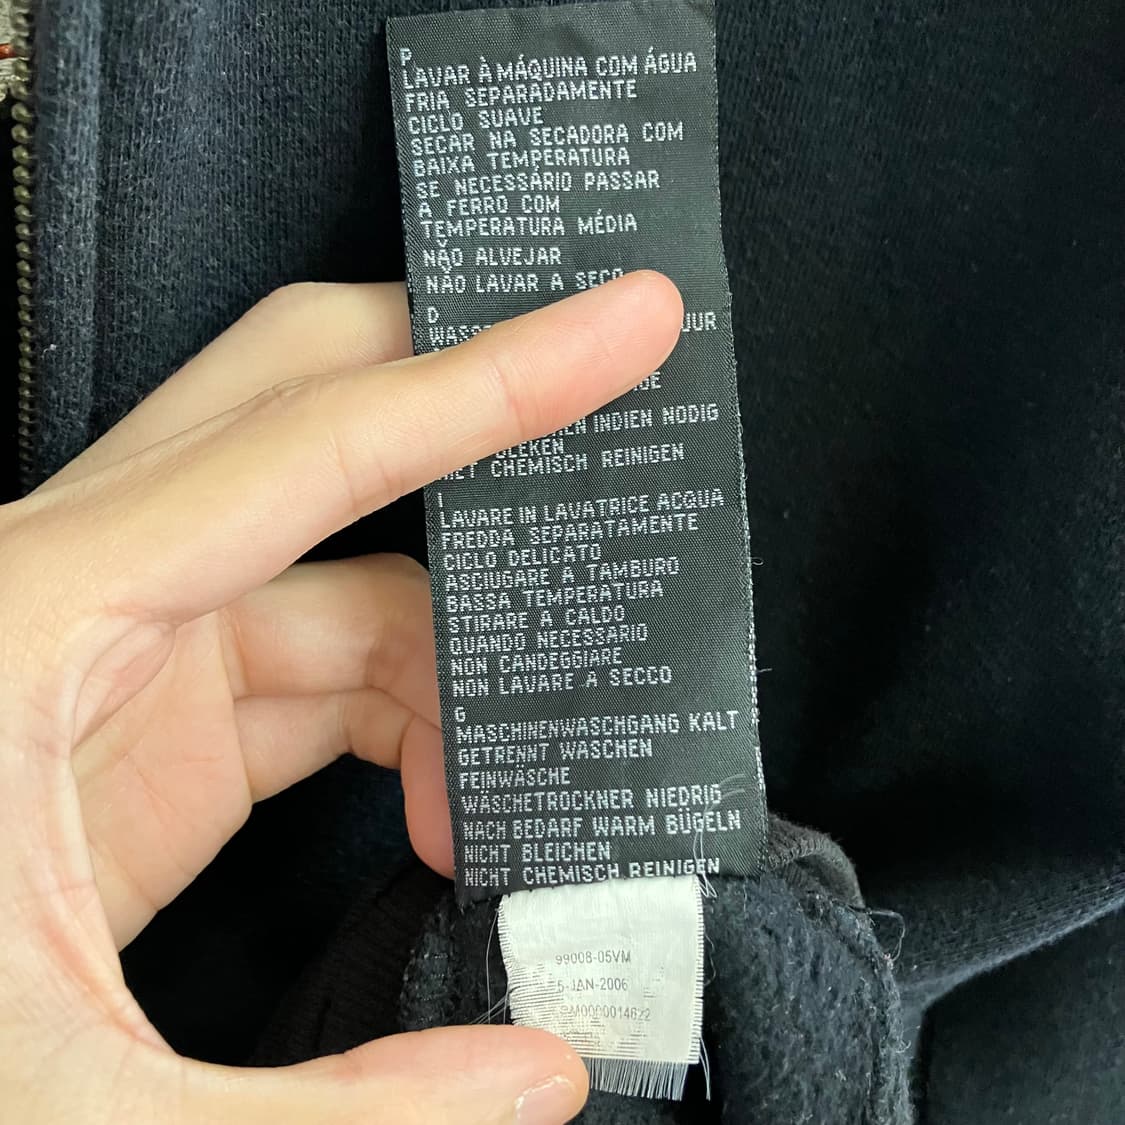 P
LAVAR À MÁQUINA COM ÁGUA
FRIA SEPARADAMENTE
CICLO SUAVE
SECAR NA SECADORA COM
BAIXA TEMPERATURA
SE NECESSÁRIO PASSAR
A FERRO COM
TEMPERATURA MÉDIA
NÃO ALVEJAR
NÃO LAVAR A SECO
D
INDIEN NODIG
CHEMISCH REINIGEN
I
LAVARE IN LAVATRICE ACQUA
FREDDA SEPARATAMENTE
CICLO DELICATO
ASCIUGARE A TAMBURO
BASSA TEMPERATURA
STIRARE A CALDO
QUANDO NECESSARIO
NON CANDEGGIARE
NON LAVARE A SECCO
G
MASCHINENWASCHGANG KALT
GETRENNT WASCHEN
FEINWÄSCHE
WÄSCHETROCKNER NIEDRIG
NACH BEDARF WARM BÜGELN
NICHT BLEICHEN
NICHT CHEMISCH REINIGEN
99008-05VM
5-JAN-2006